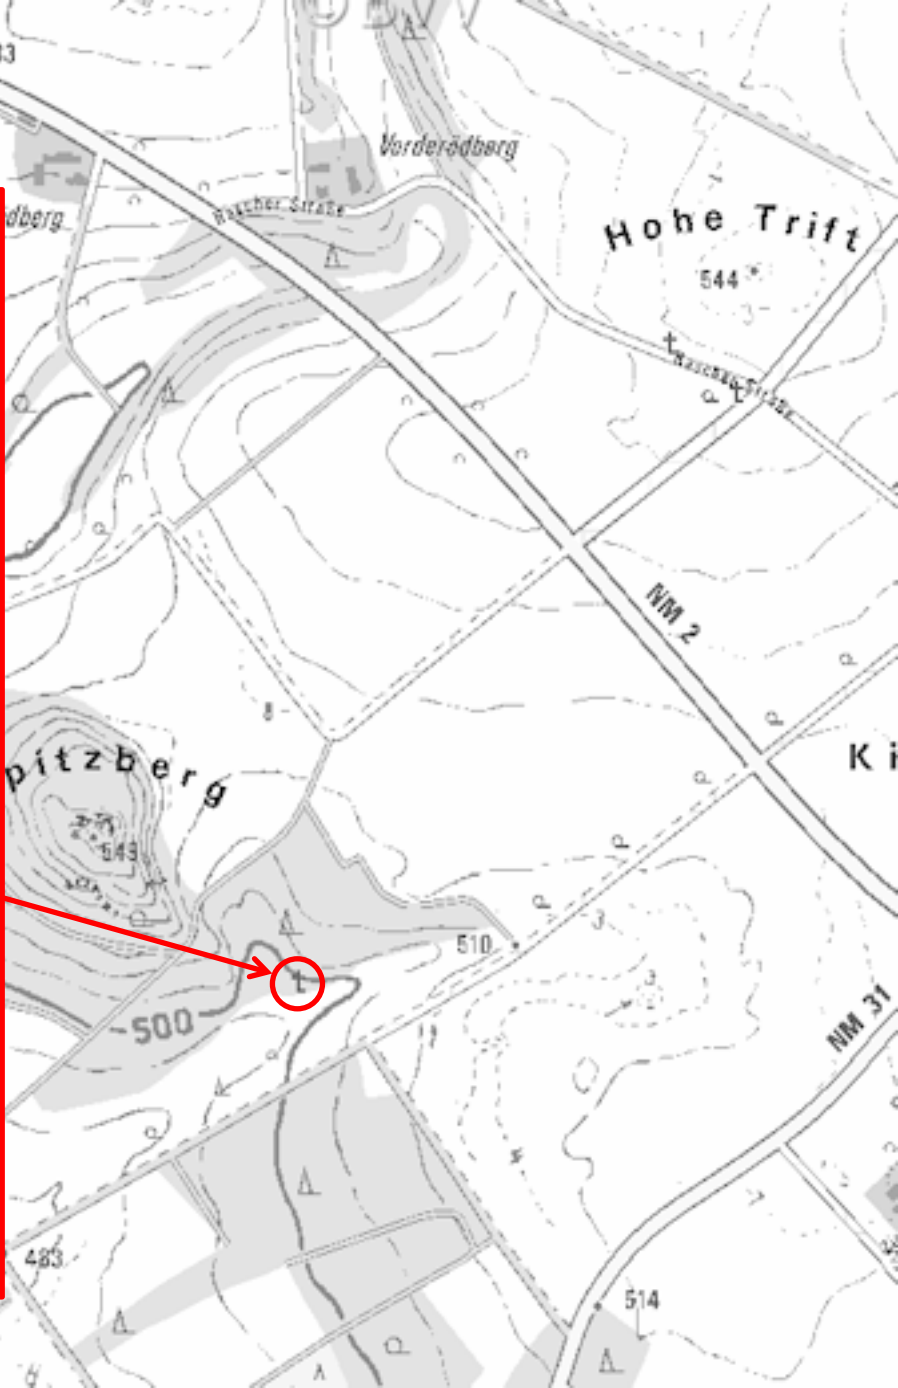 Vorderödberg
dberg
Rascher Straße
Hohe Trift
544
Rascher Straße
NM 2
pitzberg
549
Ki
510
500
NM 31
483
514